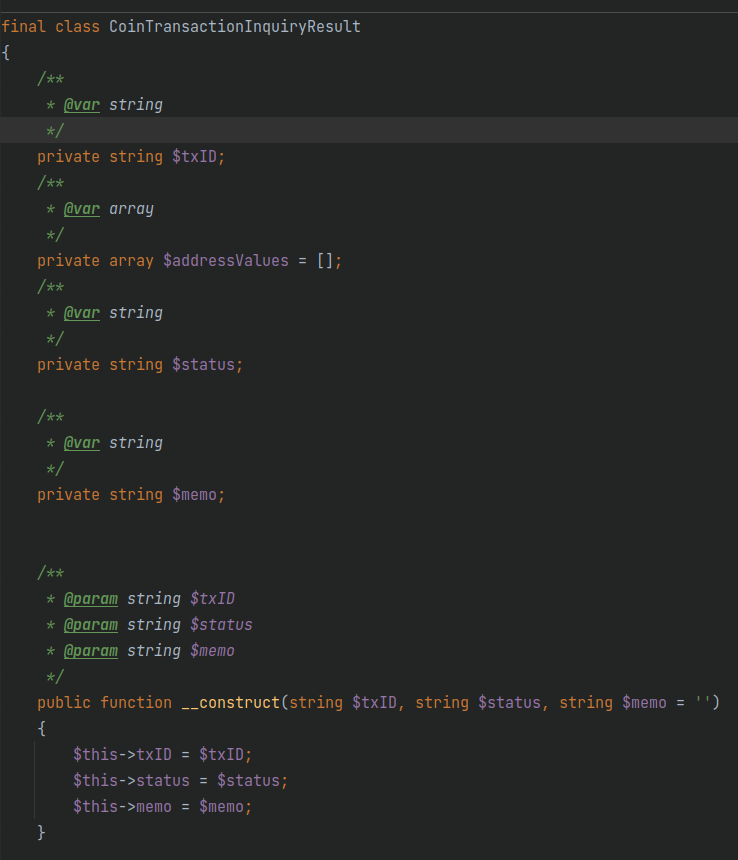 final class CoinTransactionInquiryResult
{
    /**
     * @var string
     */
    private string $txID;
    /**
     * @var array
     */
    private array $addressValues = [];
    /**
     * @var string
     */
    private string $status;

    /**
     * @var string
     */
    private string $memo;


    /**
     * @param string $txID
     * @param string $status
     * @param string $memo
     */
    public function __construct(string $txID, string $status, string $memo = '')
    {
        $this->txID = $txID;
        $this->status = $status;
        $this->memo = $memo;
    }